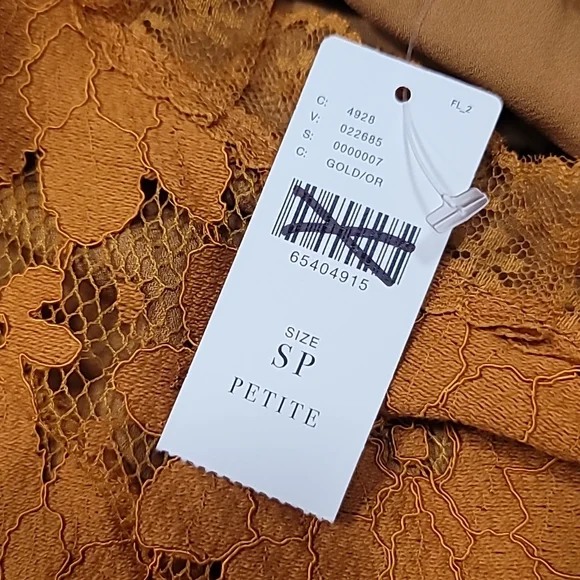 FL_2
C: 4928
V: 022685
S: 0000007
C: GOLD/OR
65404915
SIZE
SP
PETITE